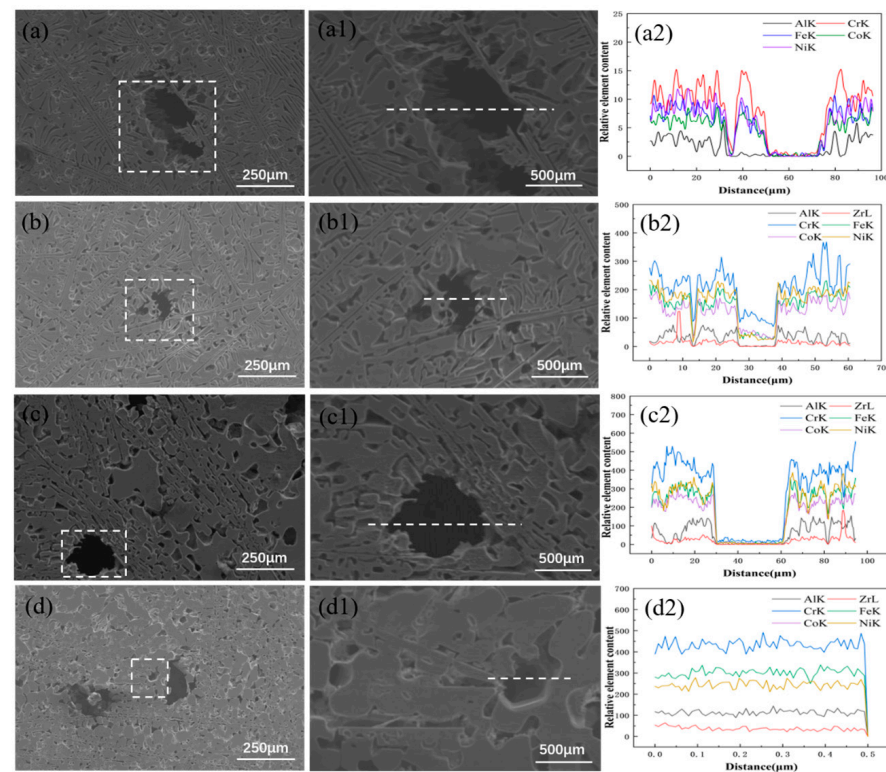 (a)
250μm
(a1)
500μm
(a2)
AlK CrK
FeK CoK
NiK
Relative element content
25
20
15
10
5
0
0 20 40 60 80 100
Distance(μm)
(b)
250μm
(b1)
500μm
(b2)
AlK ZrL
CrK FeK
CoK NiK
Relative element content
500
400
300
200
100
0
0 10 20 30 40 50 60 70
Distance(μm)
(c)
250μm
(c1)
500μm
(c2)
AlK ZrL
CrK FeK
CoK NiK
Relative element content
800
700
600
500
400
300
200
100
0
0 20 40 60 80 100
Distance(μm)
(d)
250μm
(d1)
500μm
(d2)
AlK ZrL
CrK FeK
CoK NiK
Relative element content
700
600
500
400
300
200
100
0
0.0 0.1 0.2 0.3 0.4 0.5
Distance(μm)